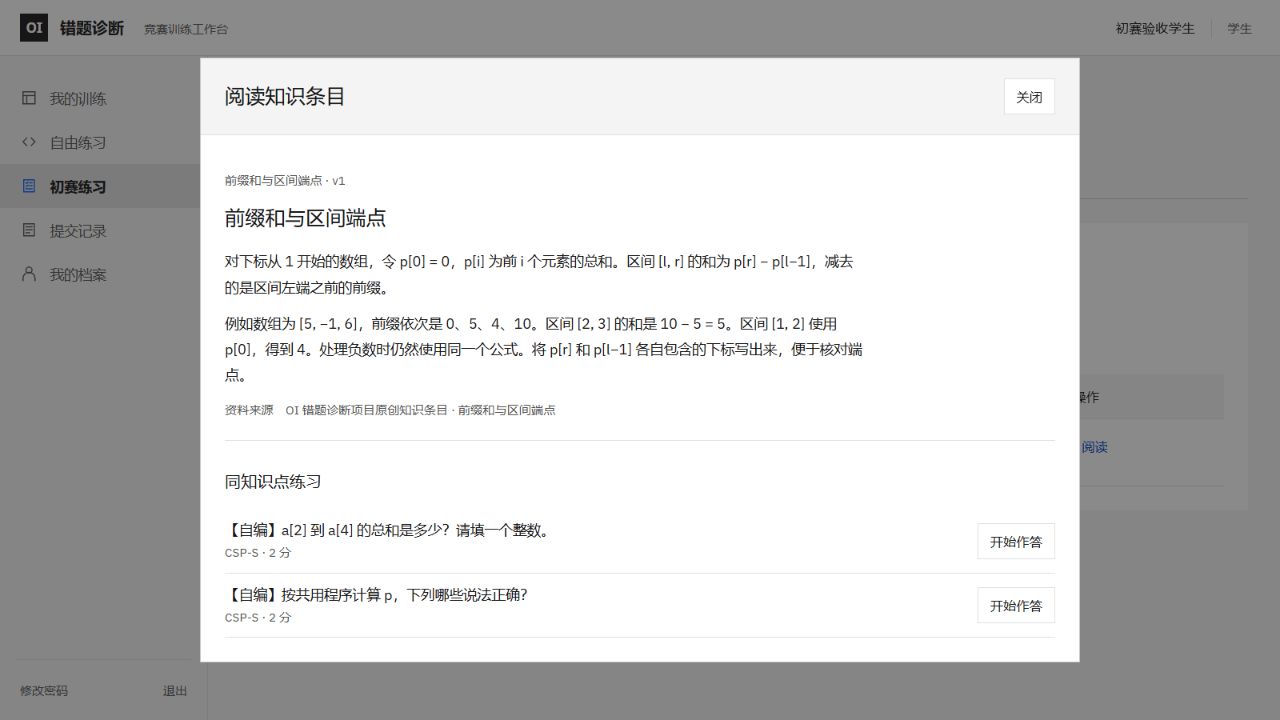 OI 错题诊断 竞赛训练工作台 初赛验收学生 学生
我的训练
自由练习
初赛练习
提交记录
我的档案
修改密码 退出
阅读知识条目 关闭
前缀和与区间端点 · v1
前缀和与区间端点
对下标从 1 开始的数组，令 p[0] = 0，p[i] 为前 i 个元素的总和。区间 [l, r] 的和为 p[r] − p[l−1]，减去
的是区间左端之前的前缀。
例如数组为 [5, −1, 6]，前缀依次是 0、5、4、10。区间 [2, 3] 的和是 10 − 5 = 5。区间 [1, 2] 使用
p[0]，得到 4。处理负数时仍然使用同一个公式。将 p[r] 和 p[l−1] 各自包含的下标写出来，便于核对端
点。
资料来源 OI 错题诊断项目原创知识条目 · 前缀和与区间端点
同知识点练习
【自编】a[2] 到 a[4] 的总和是多少？请填一个整数。
CSP-S · 2 分
开始作答
【自编】按共用程序计算 p，下列哪些说法正确？
CSP-S · 2 分
开始作答
作
阅读